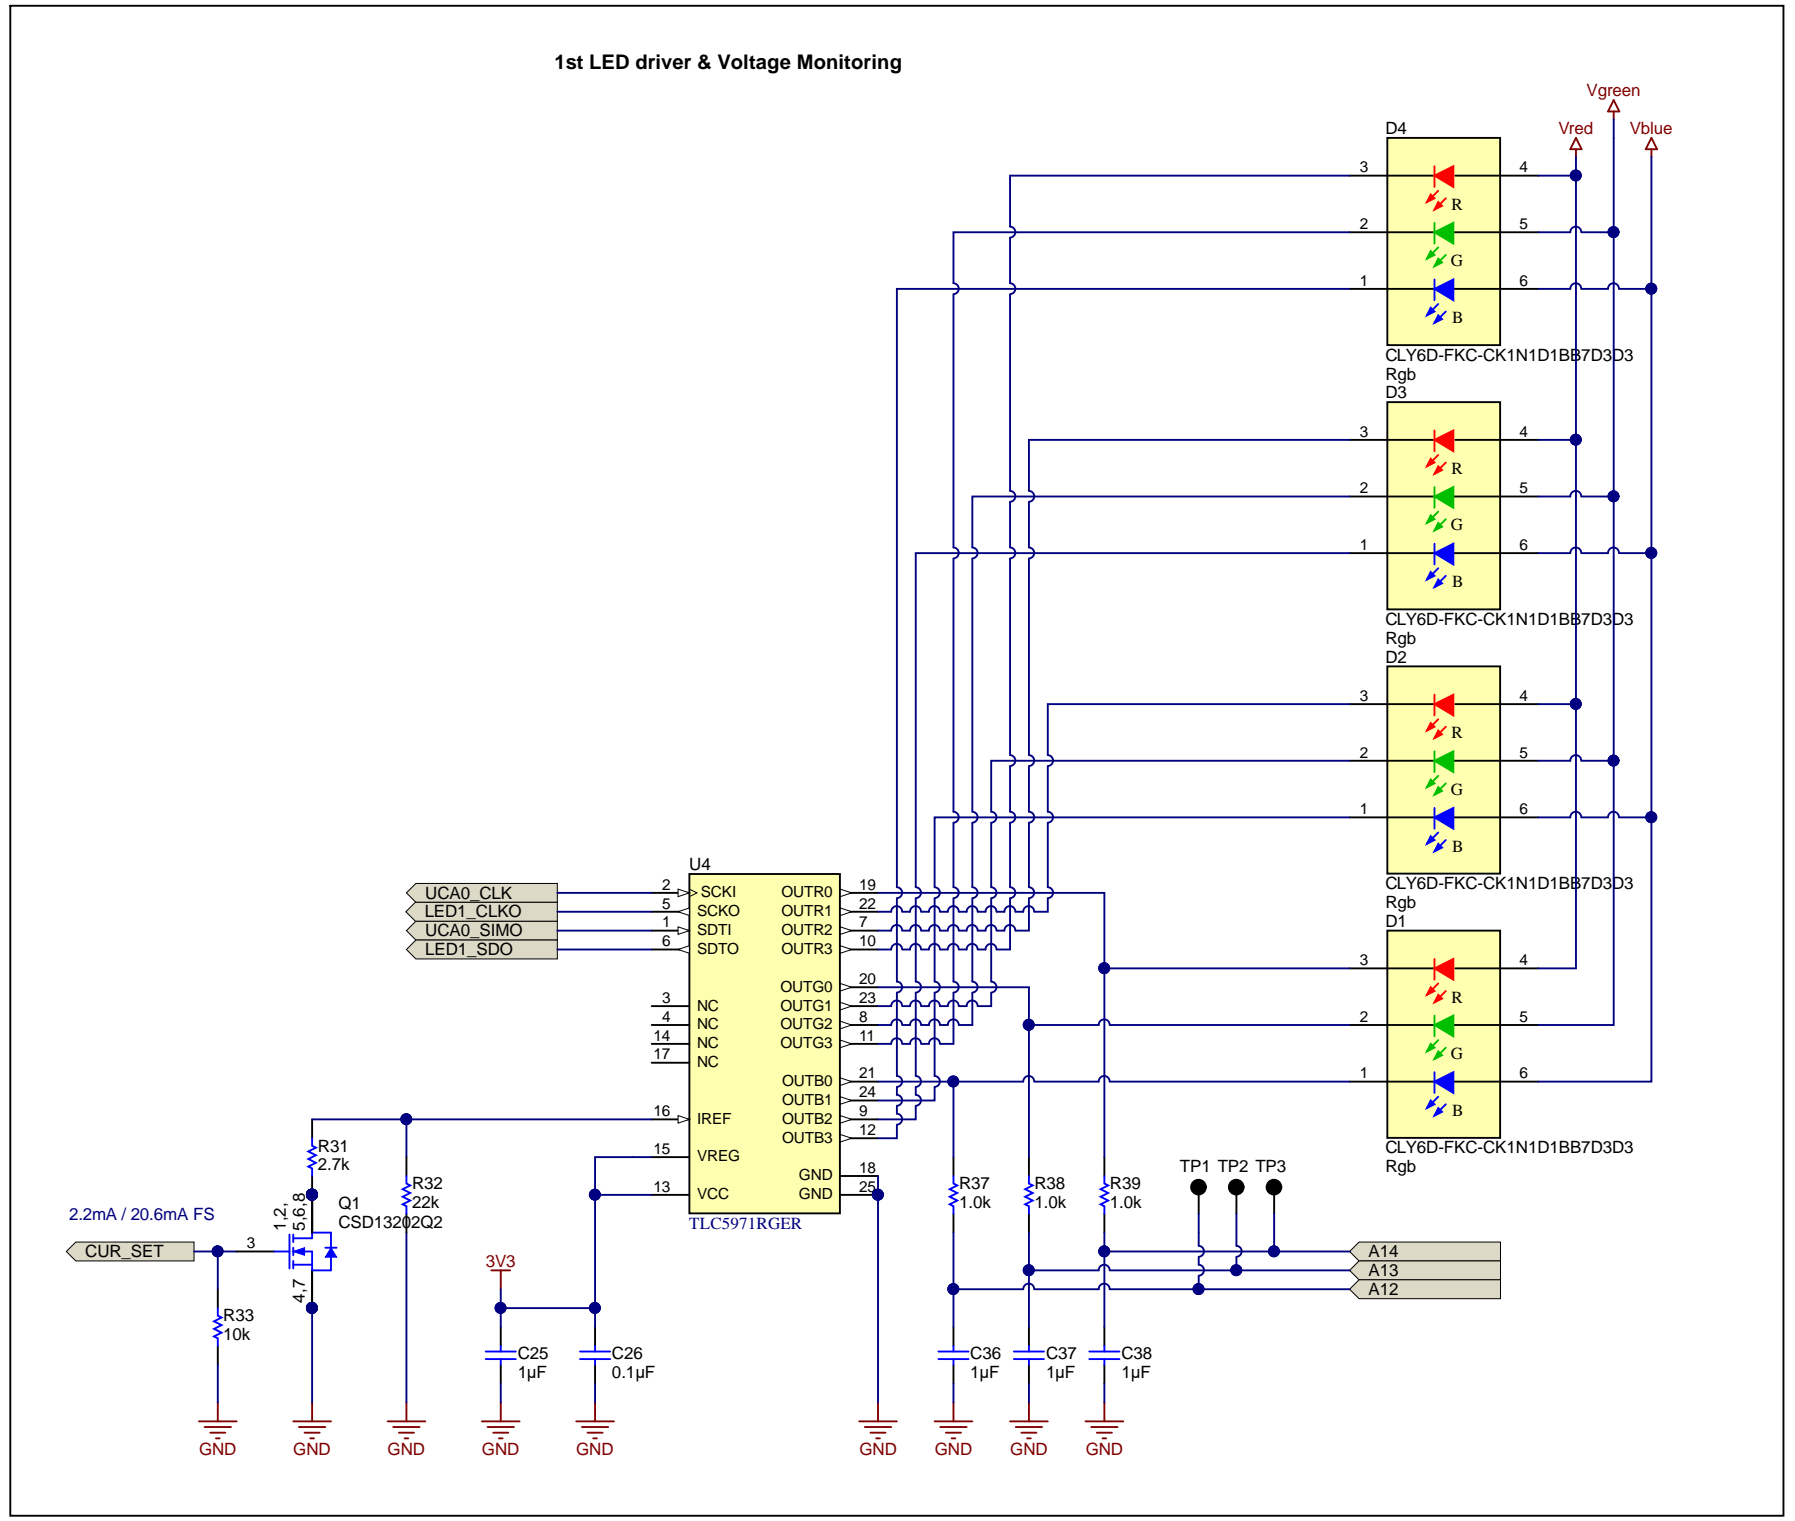 1st LED driver & Voltage Monitoring
Vgreen
Vred
Vblue
D4
3
4
R
2
5
G
1
6
B
CLY6D-FKC-CK1N1D1BB7D3D3
Rgb
D3
3
4
R
2
5
G
1
6
B
CLY6D-FKC-CK1N1D1BB7D3D3
Rgb
D2
3
4
R
2
5
G
1
6
B
CLY6D-FKC-CK1N1D1BB7D3D3
Rgb
D1
3
4
R
2
5
G
1
6
B
CLY6D-FKC-CK1N1D1BB7D3D3
Rgb
U4
UCA0_CLK
2
SCKI
OUTR0
19
LED1_CLKO
5
SCKO
OUTR1
22
UCA0_SIMO
1
SDTI
OUTR2
7
LED1_SDO
6
SDTO
OUTR3
10
OUTG0
20
3
NC
OUTG1
23
4
NC
OUTG2
8
14
NC
OUTG3
11
17
NC
OUTB0
21
OUTB1
24
16
IREF
OUTB2
9
OUTB3
12
15
VREG
GND
18
13
VCC
GND
25
TLC5971RGER
R31
2.7k
R32
22k
1,2,
5,6,8
Q1
CSD13202Q2
2.2mA / 20.6mA FS
CUR_SET
3
4,7
R33
10k
3V3
C25
1µF
C26
0.1µF
R37
1.0k
R38
1.0k
R39
1.0k
TP1
TP2
TP3
A14
A13
A12
C36
1µF
C37
1µF
C38
1µF
GND
GND
GND
GND
GND
GND
GND
GND
GND